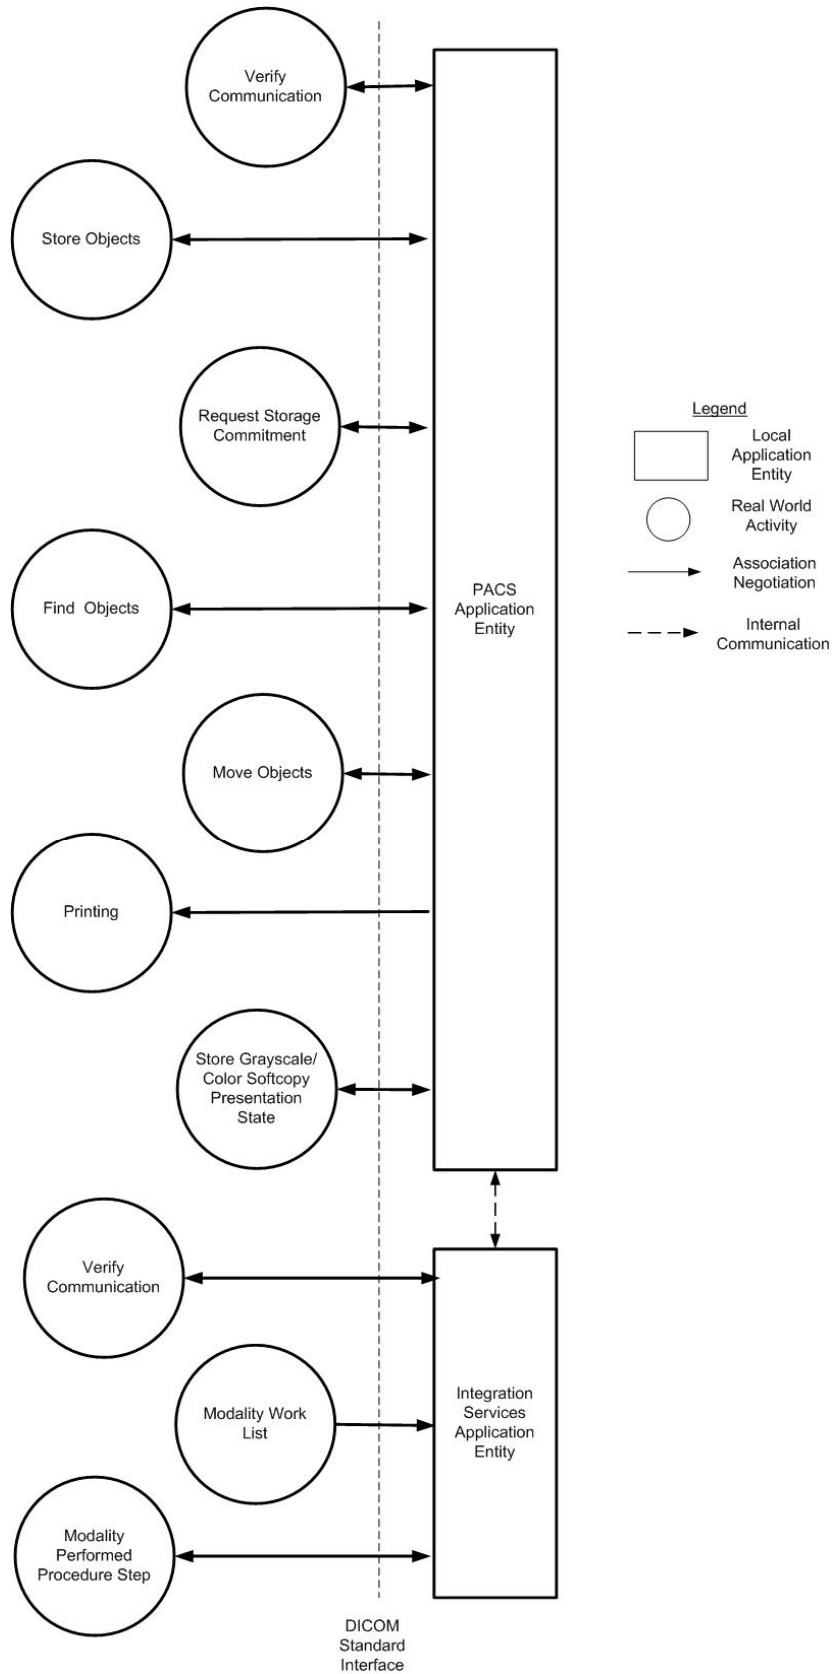 Verify
Communication
Store Objects
Request Storage
Commitment
Legend
Local
Application
Entity
Real World
Activity
Association
Negotiation
Internal
Communication
Find Objects
PACS
Application
Entity
Move Objects
Printing
Store Grayscale/
Color Softcopy
Presentation
State
Verify
Communication
Modality Work
List
Integration
Services
Application
Entity
Modality
Performed
Procedure Step
DICOM
Standard
Interface